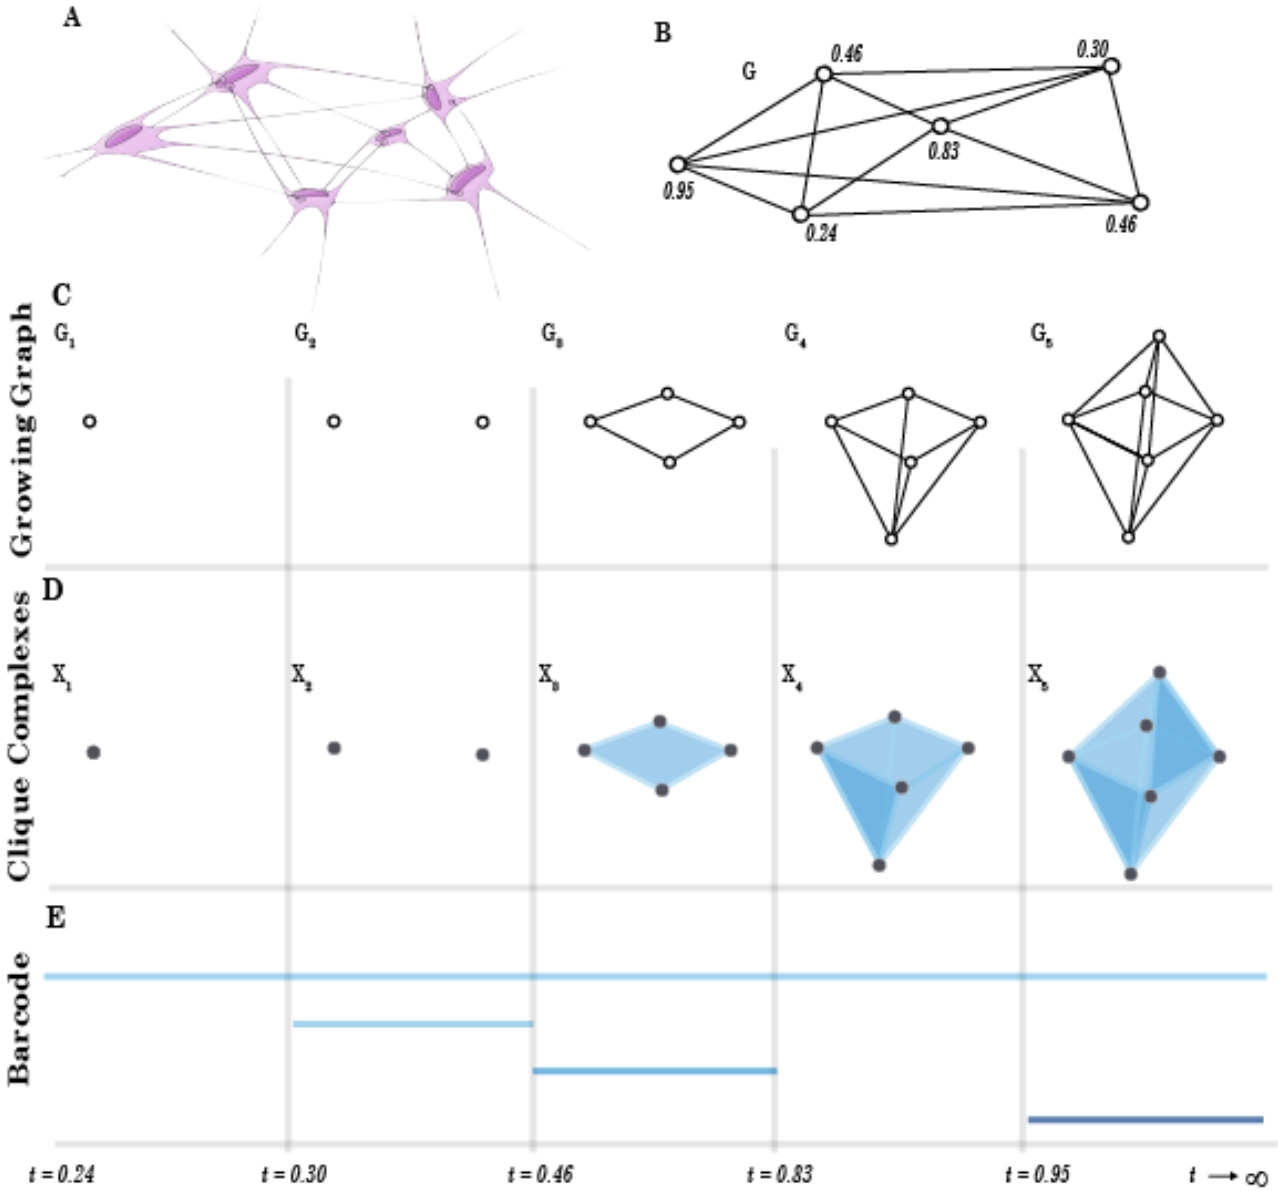 A
B
G
0.46
0.30
0.83
0.95
0.24
0.46
C
Growing Graph
G₁
G₂
G₃
G₄
G₅
D
Clique Complexes
X₁
X₂
X₃
X₄
X₅
E
Barcode
t = 0.24
t = 0.30
t = 0.46
t = 0.83
t = 0.95
t → ∞